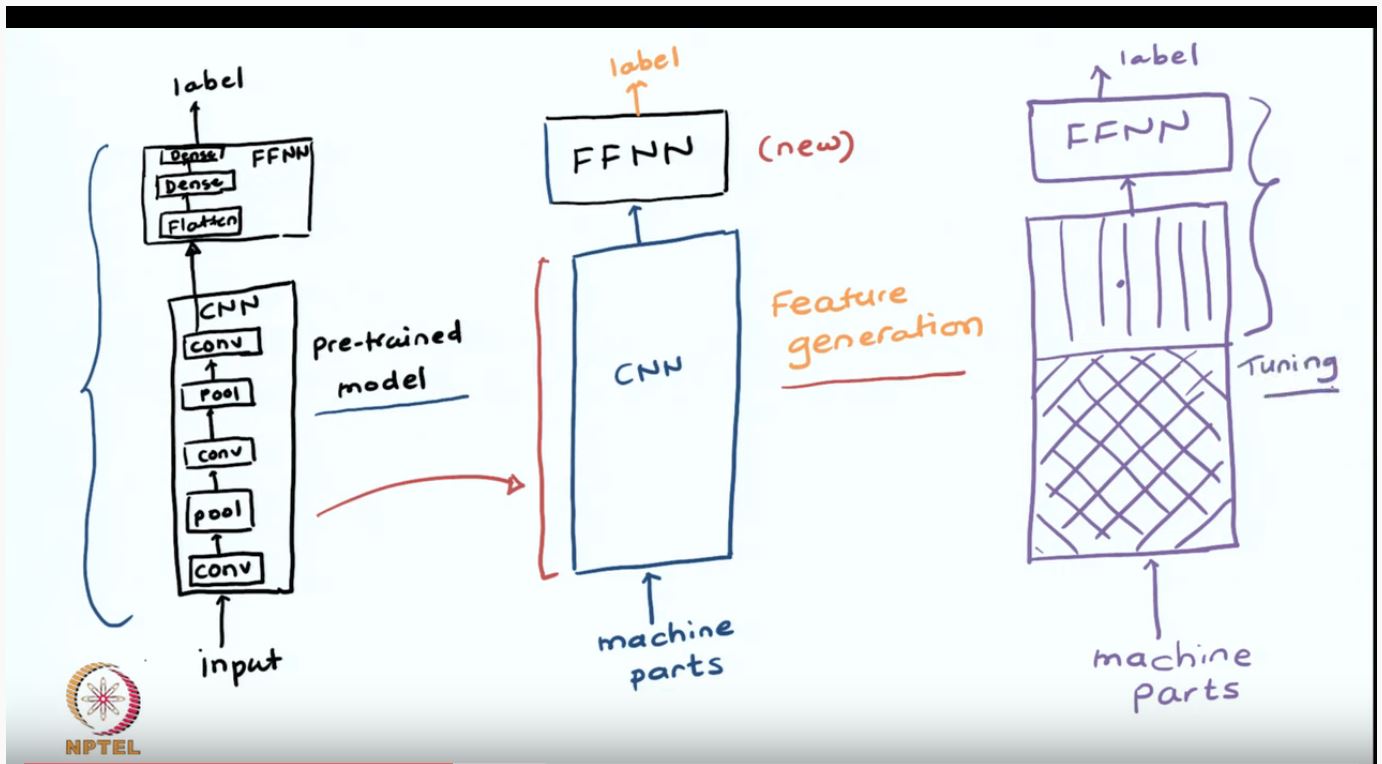 label
Dense
FFNN
Dense
Flatten
CNN
conv
pool
conv
pool
conv
input
pre-trained
model
label
FFNN
(new)
CNN
Feature
generation
machine
parts
label
FFNN
Tuning
machine
parts
NPTEL